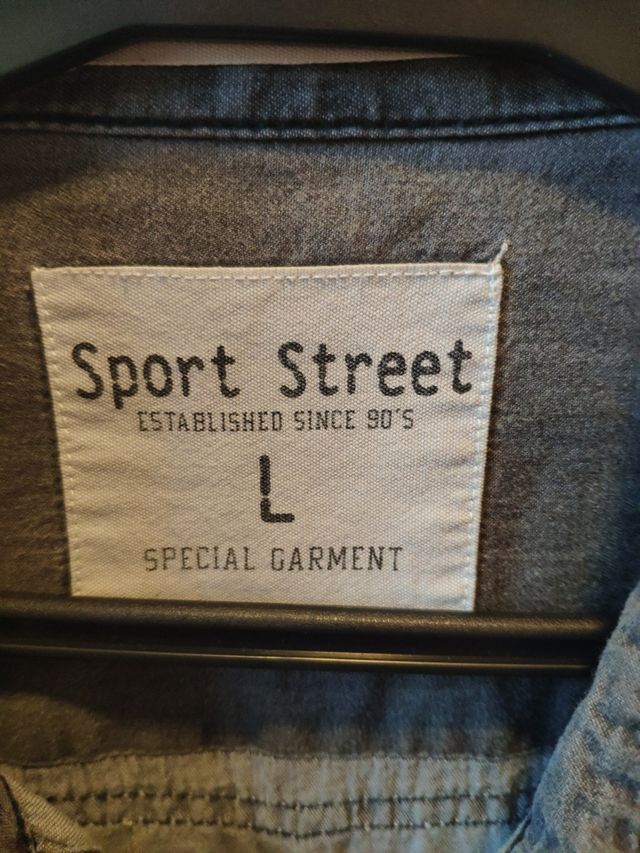 Sport Street
ESTABLISHED SINCE 90'S
L
SPECIAL GARMENT